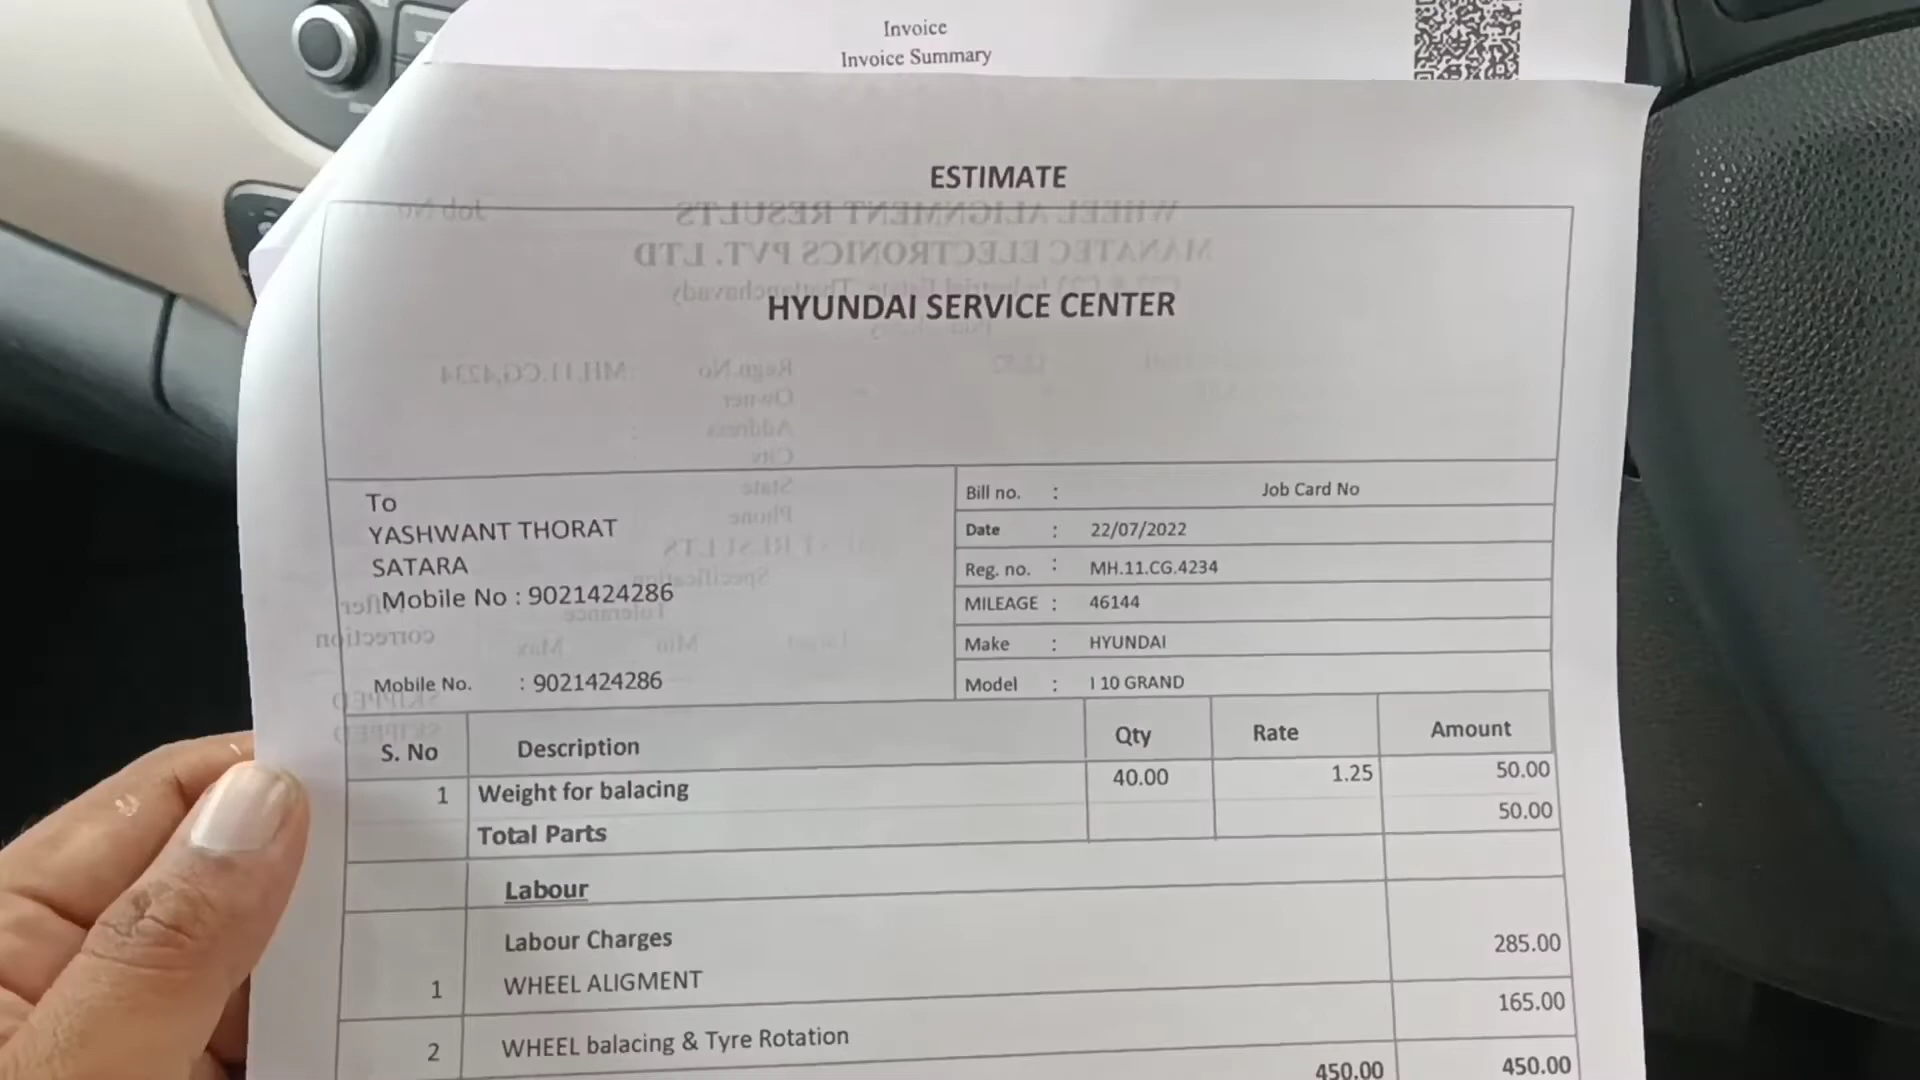 Invoice
Invoice Summary
ESTIMATE
HYUNDAI SERVICE CENTER
To
YASHWANT THORAT
SATARA
Mobile No : 9021424286
Mobile No. : 9021424286
Bill no. : Job Card No
Date : 22/07/2022
Reg. no. : MH.11.CG.4234
MILEAGE : 46144
Make : HYUNDAI
Model : I 10 GRAND
S. No Description Qty Rate Amount
1 Weight for balacing 40.00 1.25 50.00
Total Parts 50.00
Labour
Labour Charges
1 WHEEL ALIGMENT 285.00
2 WHEEL balacing & Tyre Rotation 165.00
450.00 450.00